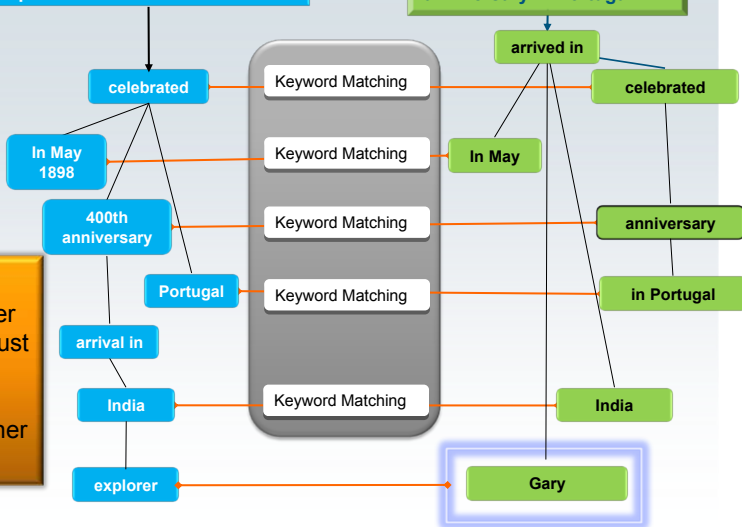 arrived in
celebrated
Keyword Matching
celebrated
In May
1898
Keyword Matching
In May
400th
anniversary
Keyword Matching
anniversary
Portugal
Keyword Matching
in Portugal
arrival in
India
Keyword Matching
India
explorer
Gary